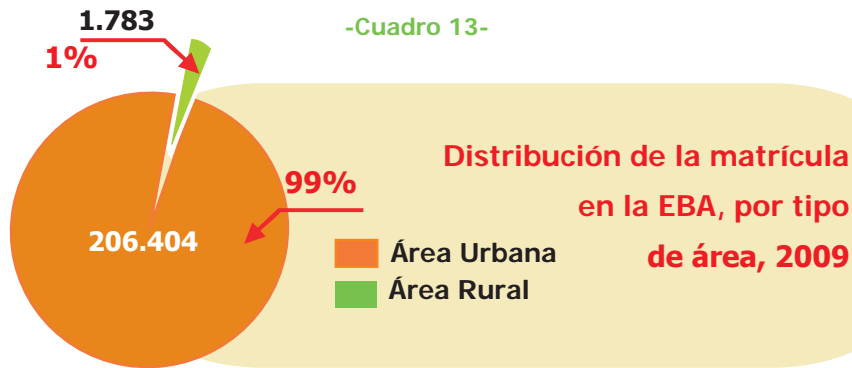 -Cuadro 13-
1.783
1%
99%
206.404
Distribución de la matrícula
en la EBA, por tipo
de área, 2009
Área Urbana
Área Rural